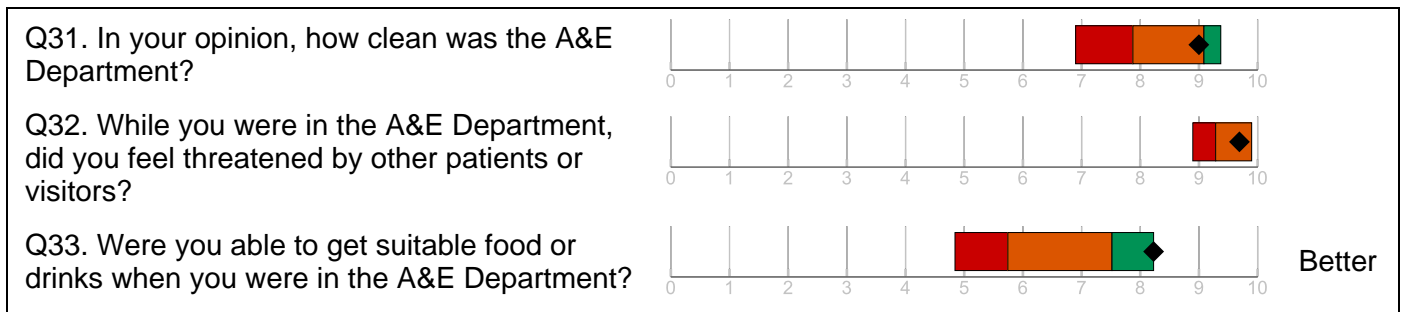 Q31. In your opinion, how clean was the A&E
Department?
0 1 2 3 4 5 6 7 8 9 10
Q32. While you were in the A&E Department,
did you feel threatened by other patients or
visitors?
0 1 2 3 4 5 6 7 8 9 10
Q33. Were you able to get suitable food or
drinks when you were in the A&E Department?
Better
0 1 2 3 4 5 6 7 8 9 10